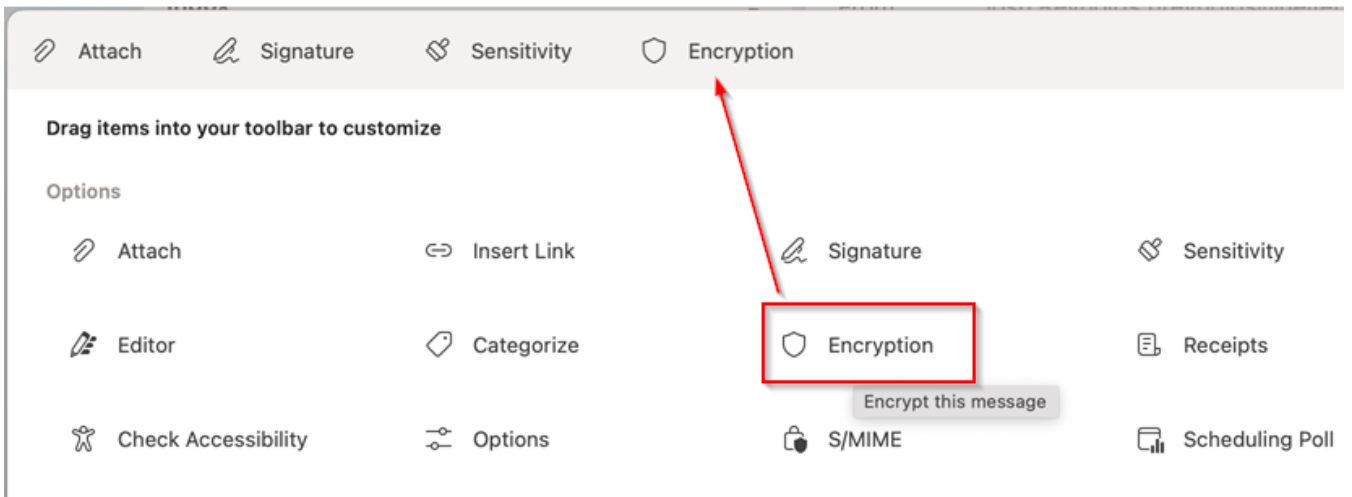 Attach Signature Sensitivity Encryption
Drag items into your toolbar to customize
Options
Attach Insert Link Signature Sensitivity
Editor Categorize Encryption Receipts
Encrypt this message
Check Accessibility Options S/MIME Scheduling Poll